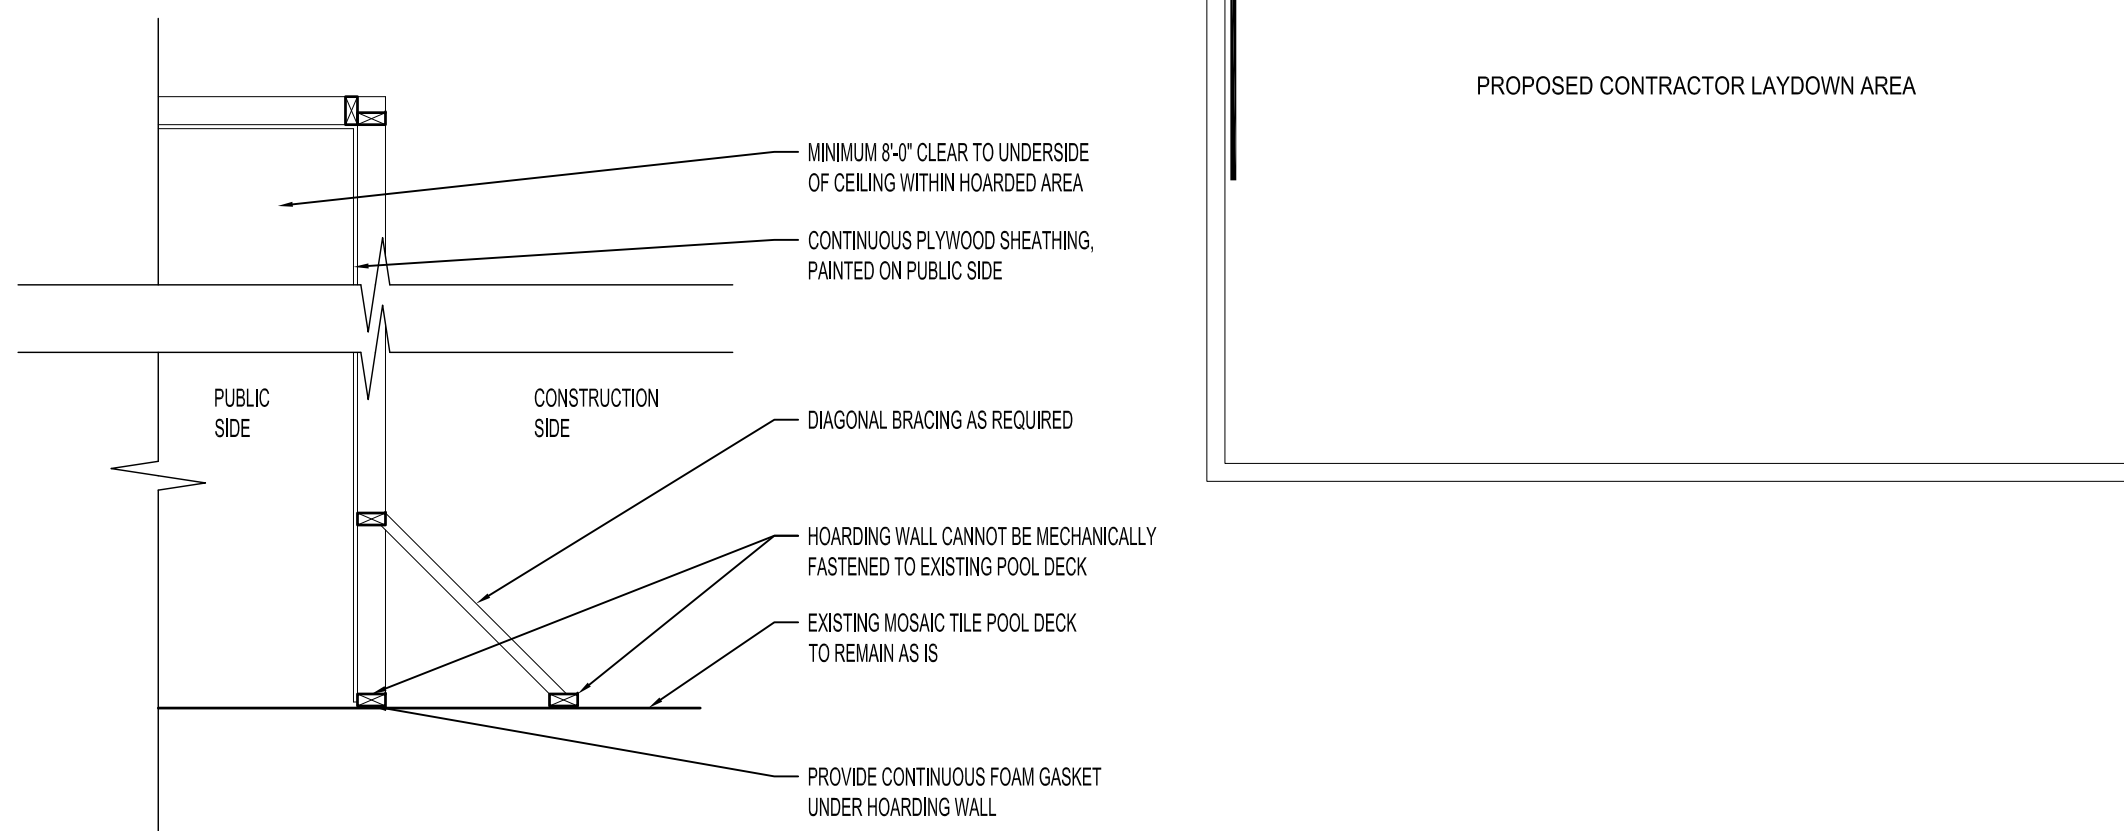 PROPOSED CONTRACTOR LAYDOWN AREA
MINIMUM 8'-0" CLEAR TO UNDERSIDE
OF CEILING WITHIN HOARDED AREA
CONTINUOUS PLYWOOD SHEATHING,
PAINTED ON PUBLIC SIDE
PUBLIC
SIDE
CONSTRUCTION
SIDE
DIAGONAL BRACING AS REQUIRED
HOARDING WALL CANNOT BE MECHANICALLY
FASTENED TO EXISTING POOL DECK
EXISTING MOSAIC TILE POOL DECK
TO REMAIN AS IS
PROVIDE CONTINUOUS FOAM GASKET
UNDER HOARDING WALL